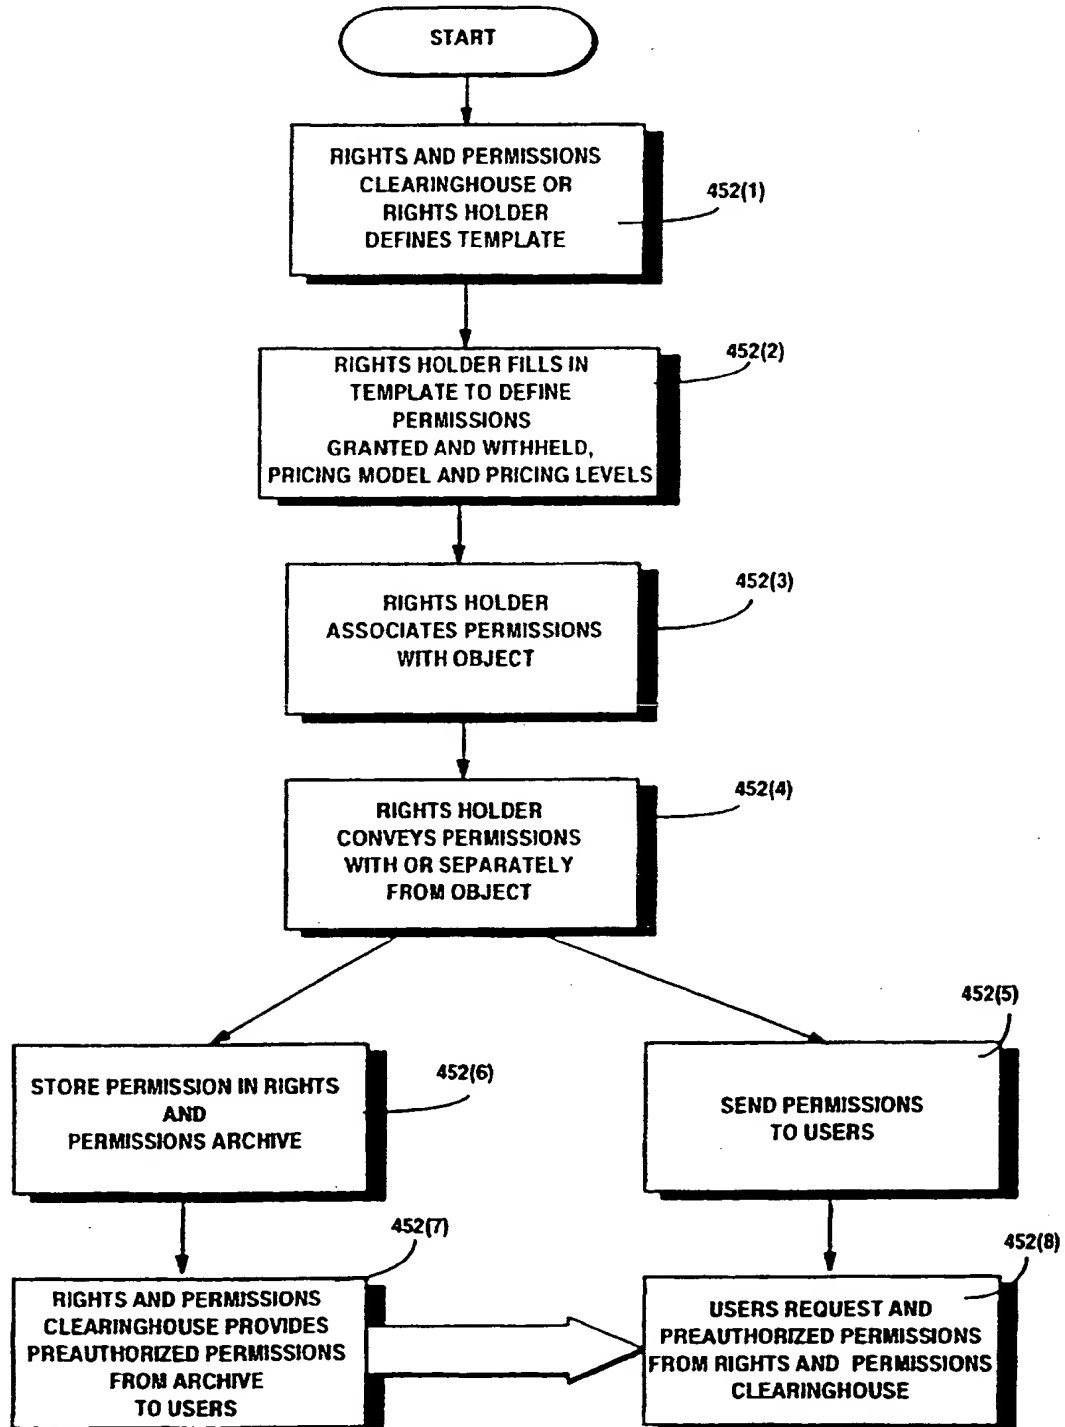 START
RIGHTS AND PERMISSIONS
CLEARINGHOUSE OR
RIGHTS HOLDER
DEFINES TEMPLATE
452(1)
RIGHTS HOLDER FILLS IN
TEMPLATE TO DEFINE
PERMISSIONS
GRANTED AND WITHHELD,
PRICING MODEL AND PRICING LEVELS
452(2)
RIGHTS HOLDER
ASSOCIATES PERMISSIONS
WITH OBJECT
452(3)
RIGHTS HOLDER
CONVEYS PERMISSIONS
WITH OR SEPARATELY
FROM OBJECT
452(4)
STORE PERMISSION IN RIGHTS
AND
PERMISSIONS ARCHIVE
452(6)
SEND PERMISSIONS
TO USERS
452(5)
RIGHTS AND PERMISSIONS
CLEARINGHOUSE PROVIDES
PREAUTHORIZED PERMISSIONS
FROM ARCHIVE
TO USERS
452(7)
USERS REQUEST AND
PREAUTHORIZED PERMISSIONS
FROM RIGHTS AND PERMISSIONS
CLEARINGHOUSE
452(8)